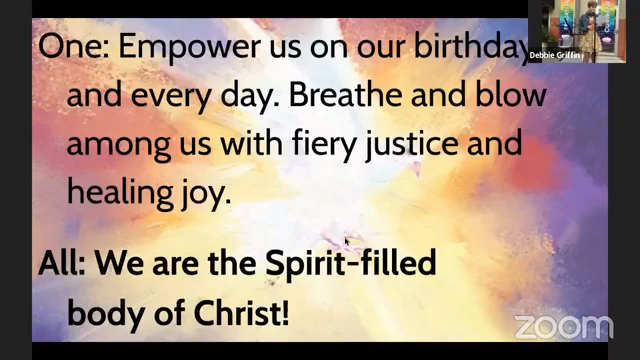 One: Empower us on our birthday
and every day. Breathe and blow
among us with fiery justice and
healing joy.
All: We are the Spirit-filled
body of Christ!
Debbie Griffin
zoom